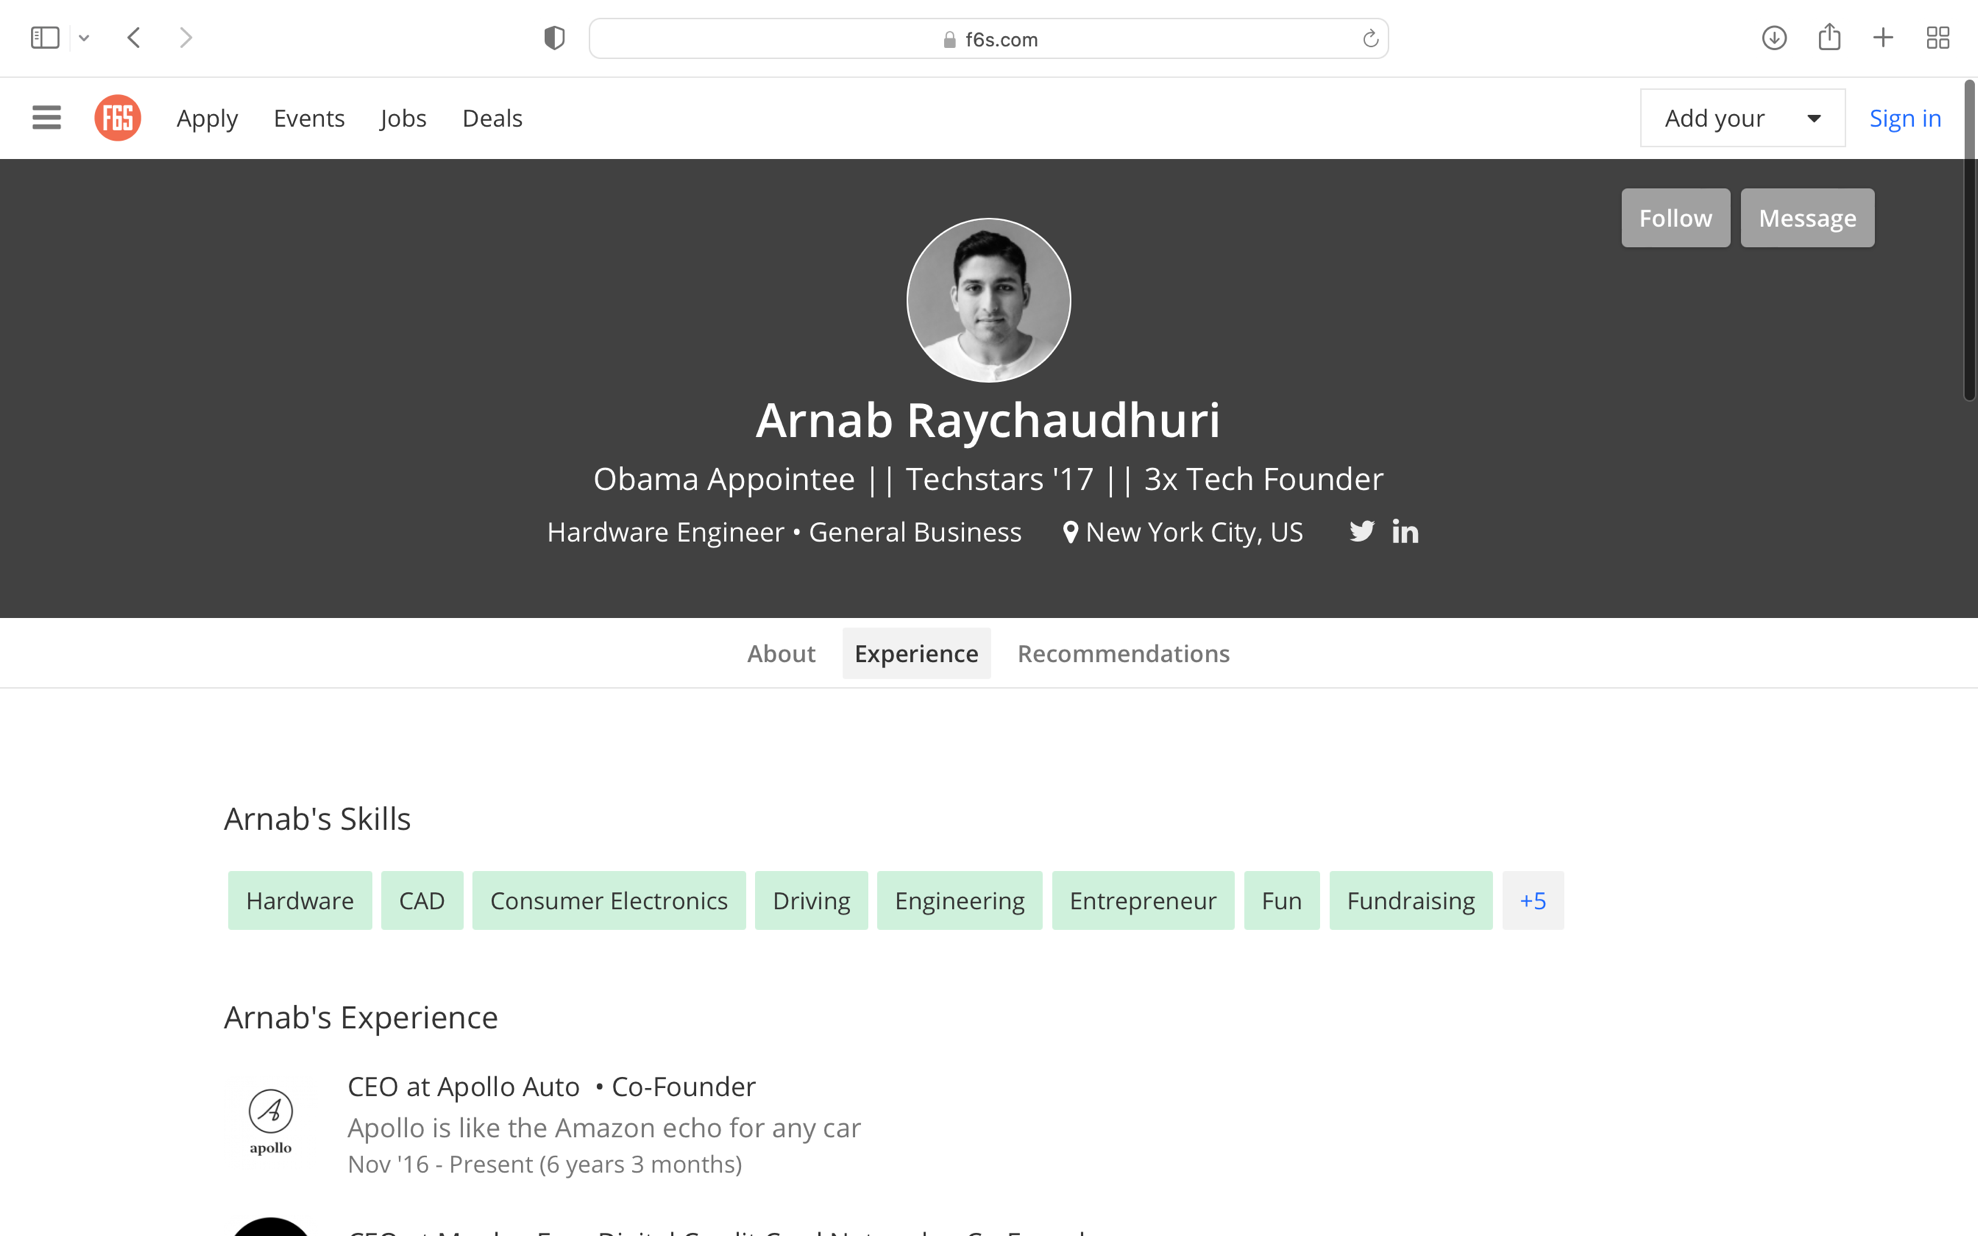 f6s.com
F6S Apply Events Jobs Deals Add your Sign in
Follow Message
Arnab Raychaudhuri
Obama Appointee || Techstars '17 || 3x Tech Founder
Hardware Engineer • General Business New York City, US in
About Experience Recommendations
Arnab's Skills
Hardware CAD Consumer Electronics Driving Engineering Entrepreneur Fun Fundraising +5
Arnab's Experience
CEO at Apollo Auto • Co-Founder
apollo
Apollo is like the Amazon echo for any car
Nov '16 - Present (6 years 3 months)